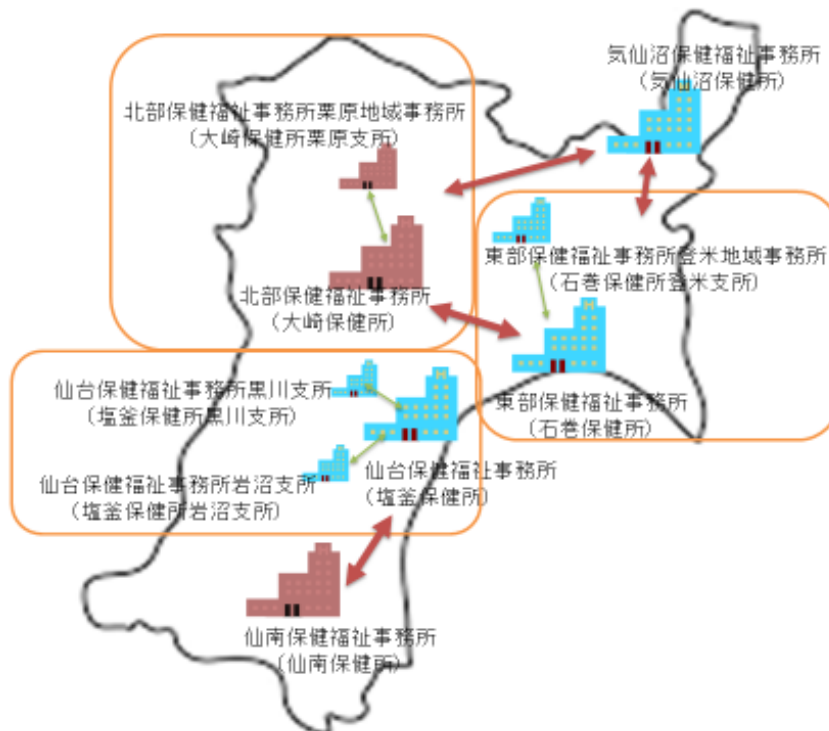 気仙沼保健福祉事務所
（気仙沼保健所）
北部保健福祉事務所栗原地域事務所
（大崎保健所栗原支所）
東部保健福祉事務所登米地域事務所
（石巻保健所登米支所）
北部保健福祉事務所
（大崎保健所）
仙台保健福祉事務所黒川支所
（塩釜保健所黒川支所）
東部保健福祉事務所
（石巻保健所）
仙台保健福祉事務所
（塩釜保健所）
仙台保健福祉事務所岩沼支所
（塩釜保健所岩沼支所）
仙南保健福祉事務所
（仙南保健所）